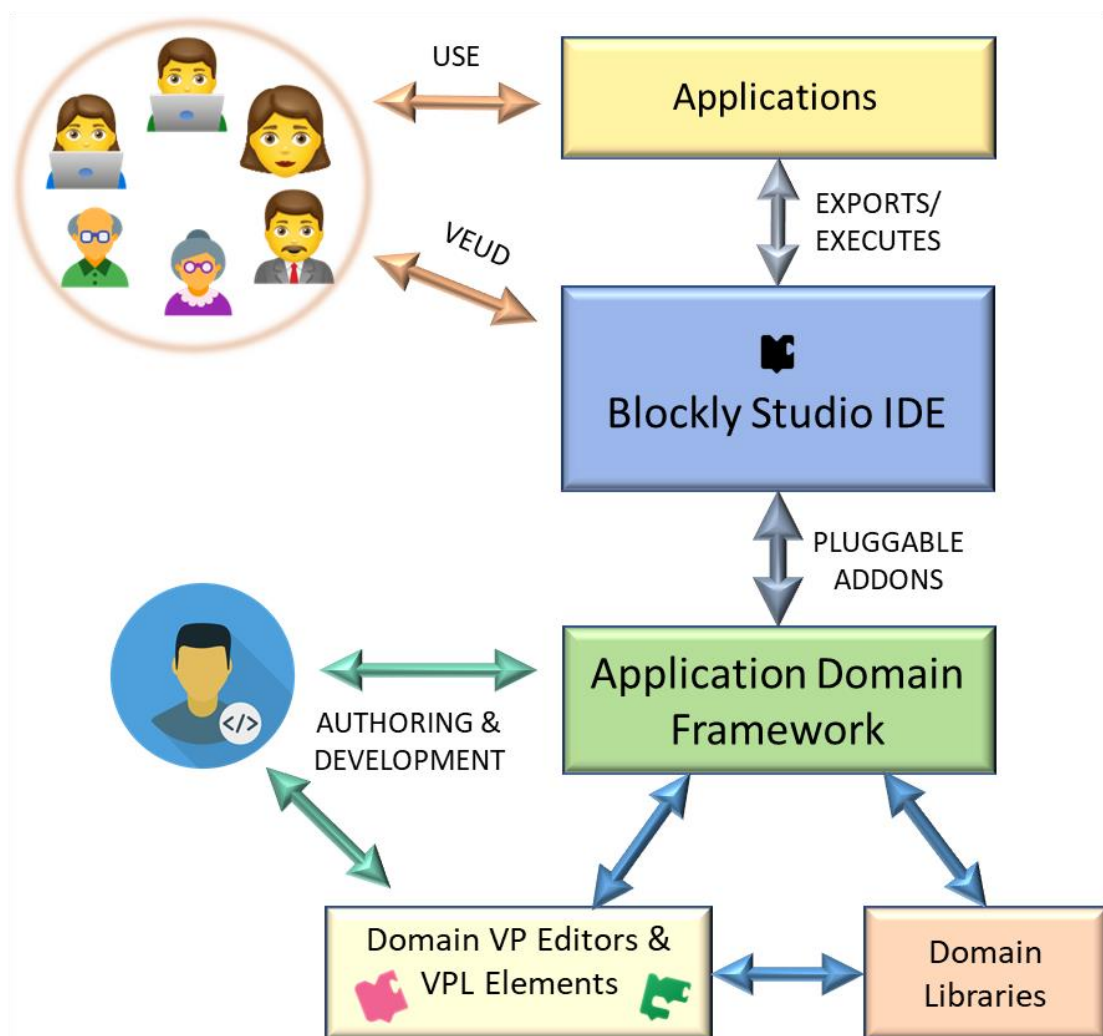 USE
Applications
EXPORTS/
EXECUTES
VEUD
Blockly Studio IDE
PLUGGABLE
ADDONS
Application Domain
Framework
</>
AUTHORING &
DEVELOPMENT
Domain VP Editors &
VPL Elements
Domain
Libraries